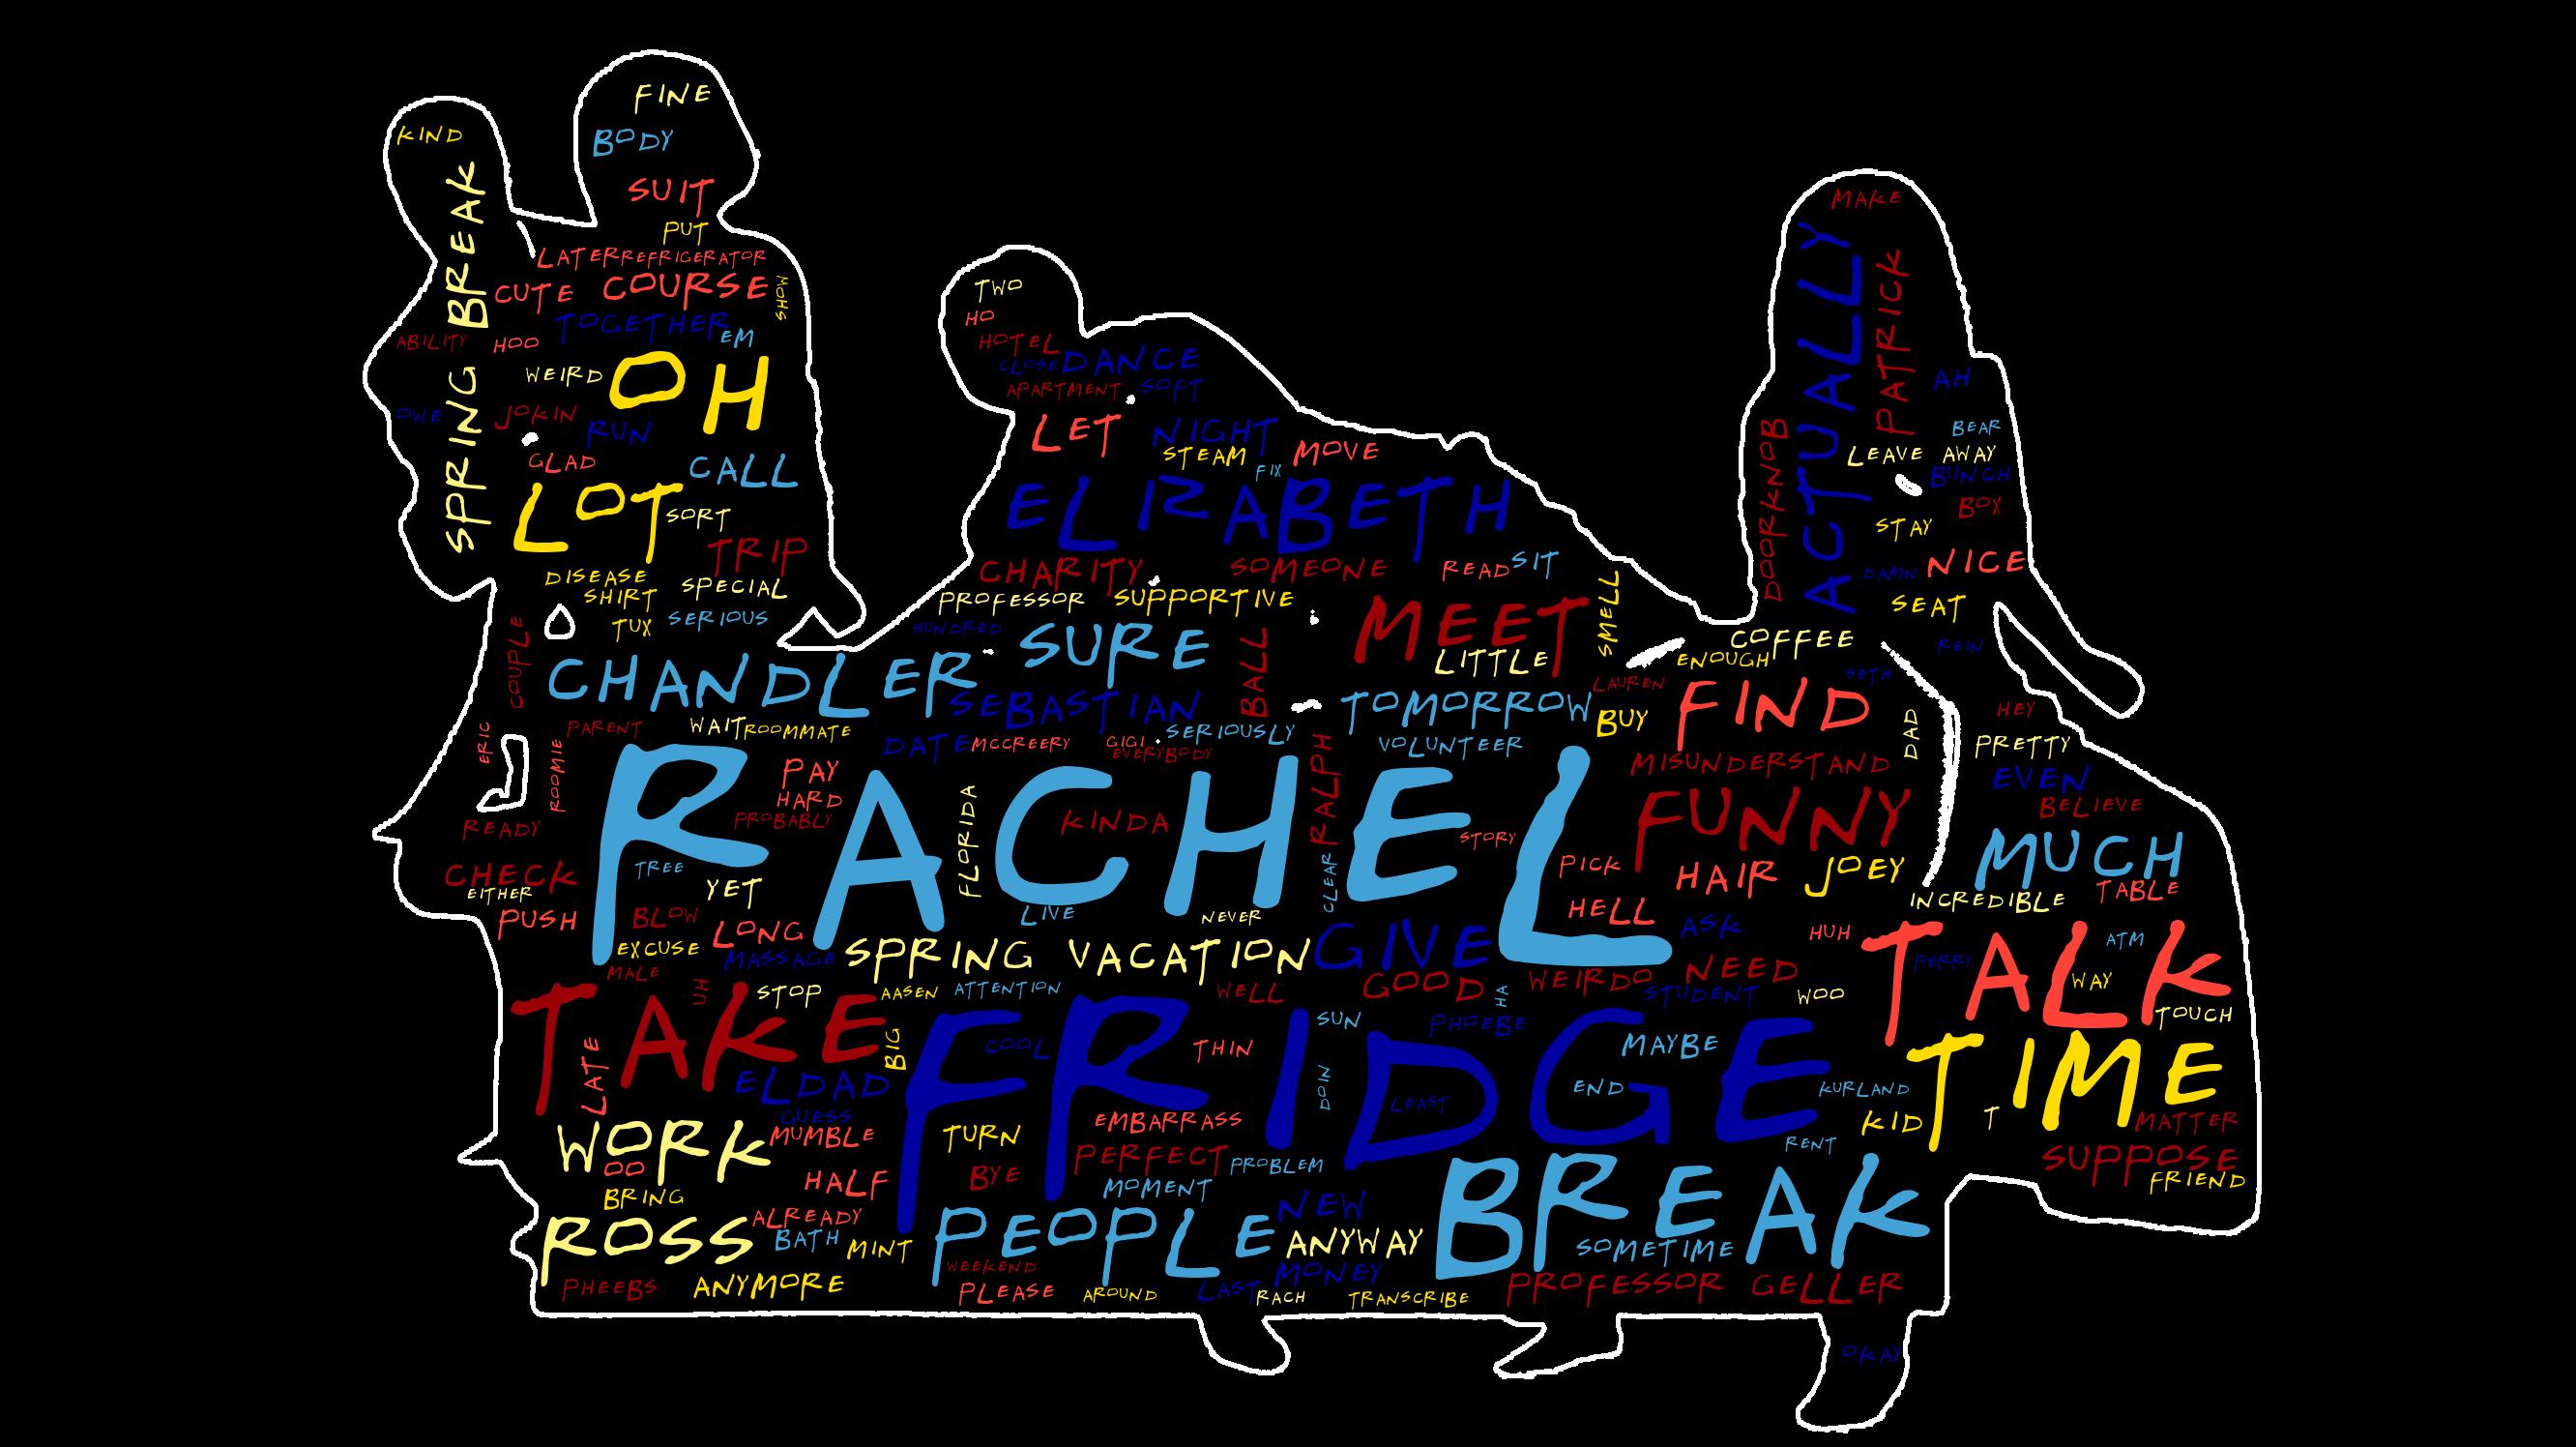 FINE
KIND
BODY
SPRING BREAK
SUIT
MAKE
PUT
LATER REFRIGERATOR
CUTE COURSE
SHOW
TWO
HO
TOGETHER
EM
ABILITY
HOO
HOTEL
CLOSE DANCE
APARTMENT SOFT
ACTUALLY
PATRICK
AH
WEIRD
OH
OWE
JOKIN
RUN
LET
NIGHT
MOVE
STEAM
FIX
DOORKNOB
BEAR
LEAVE AWAY
BUNCH
GLAD
CALL
LOT
SORT
ELIZABETH
BOX
STAY
TRIP
CHARITY
SOMEONE
READ SIT
DAMN NICE
DISEASE
SPECIAL
SHIRT
TUX
SERIOUS
PROFESSOR SUPPORTIVE
SMELL
SEAT
HUNDRED
SURE
BALL
MEET
LITTLE
COFFEE
ENOUGH
REIN
COUPLE
CHANDLER
SEBASTIAN
TOMORROW
LAUREN
SETH
BUY
FIND
DAD
HEY
ERIC
ROOMIE
PARENT
WAIT ROOMMATE
DATE MCCREERY
GIGI
SERIOUSLY
EVERYBODY
RALPH
VOLUNTEER
PRETTY
MISUNDERSTAND
EVEN
PAY
HARD
PROBABLY
RACHEL
FLORIDA
KINDA
STORY
FUNNY
BELIEVE
READY
CHECK
EITHER
PUSH
TREE
YET
CLEAR
PICK
HAIR
JOEY
MUCH
TABLE
INCREDIBLE
BLOW
LIVE
NEVER
HELL
LONG
EXCUSE
MASSAGE
SPRING VACATION
GIVE
ASK
HUH
TALK
ATM
FERRY
WAY
MALE
UH
STOP
AASEN
ATTENTION
WELL
GOOD
HA
WEIRDO
NEED
STUDENT
WOO
TOUCH
TAKE
BIG
FRIDGE
COOL
THIN
SUN
PHOEBE
MAYBE
TIME
LATE
ELDAD
DOIN
LEAST
END
KURLAND
GUESS
KID
T
MATTER
WORK
MUMBLE
TURN
EMBARRASS
RENT
OO
HALF
BYE
PERFECT
PROBLEM
SUPPOSE
FRIEND
BRING
MOMENT
NEW
BREAK
ROSS
ALREADY
BATH
MINT
PEOPLE
ANYWAY
SOMETIME
WEEKEND
MONEY
PHEEBS
ANYMORE
PLEASE
AROUND
LAST RACH
TRANSCRIBE
PROFESSOR GELLER
OKAY